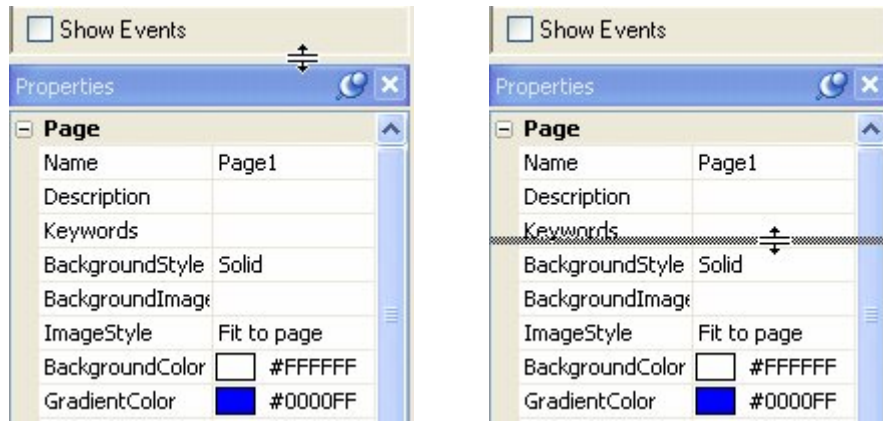 Show Events
Properties
Page
Name Page1
Description
Keywords
BackgroundStyle Solid
BackgroundImage
ImageStyle Fit to page
BackgroundColor #FFFFFF
GradientColor #0000FF
Show Events
Properties
Page
Name Page1
Description
Keywords
BackgroundStyle Solid
BackgroundImage
ImageStyle Fit to page
BackgroundColor #FFFFFF
GradientColor #0000FF